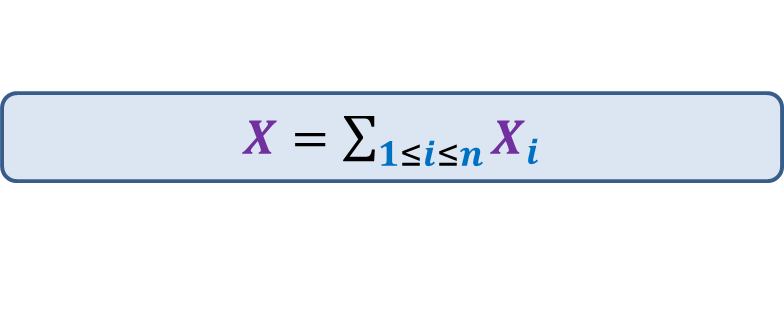 X = ∑1≤i≤n Xi